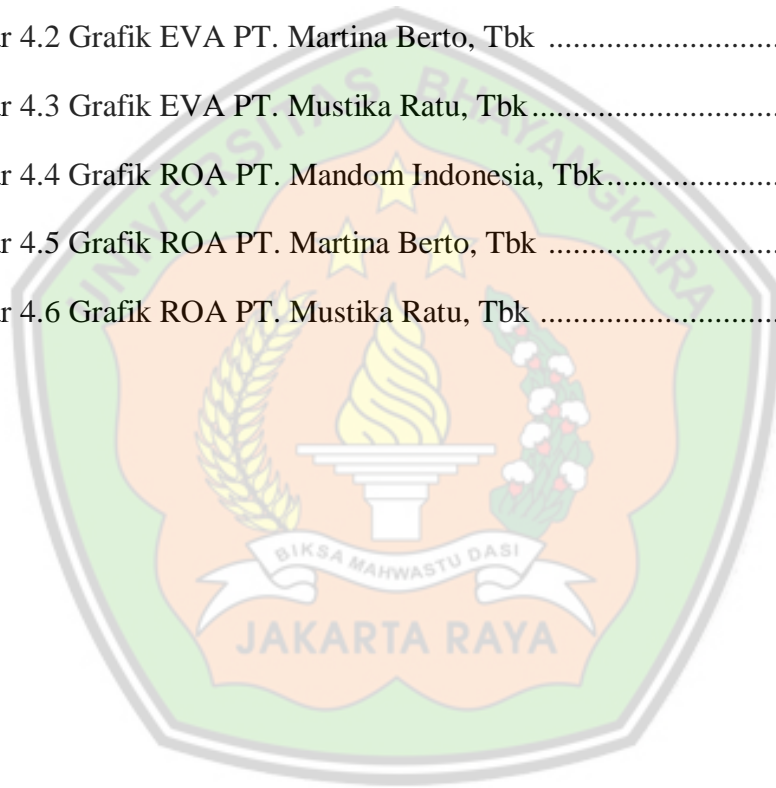 r 4.2 Grafik EVA PT. Martina Berto, Tbk ............................
r 4.3 Grafik EVA PT. Mustika Ratu, Tbk..............................
r 4.4 Grafik ROA PT. Mandom Indonesia, Tbk.....................
r 4.5 Grafik ROA PT. Martina Berto, Tbk ............................
r 4.6 Grafik ROA PT. Mustika Ratu, Tbk .............................
UNIVERSITAS BHAYANGKARA
BIKSA MAHWASTU DASI
JAKARTA RAYA